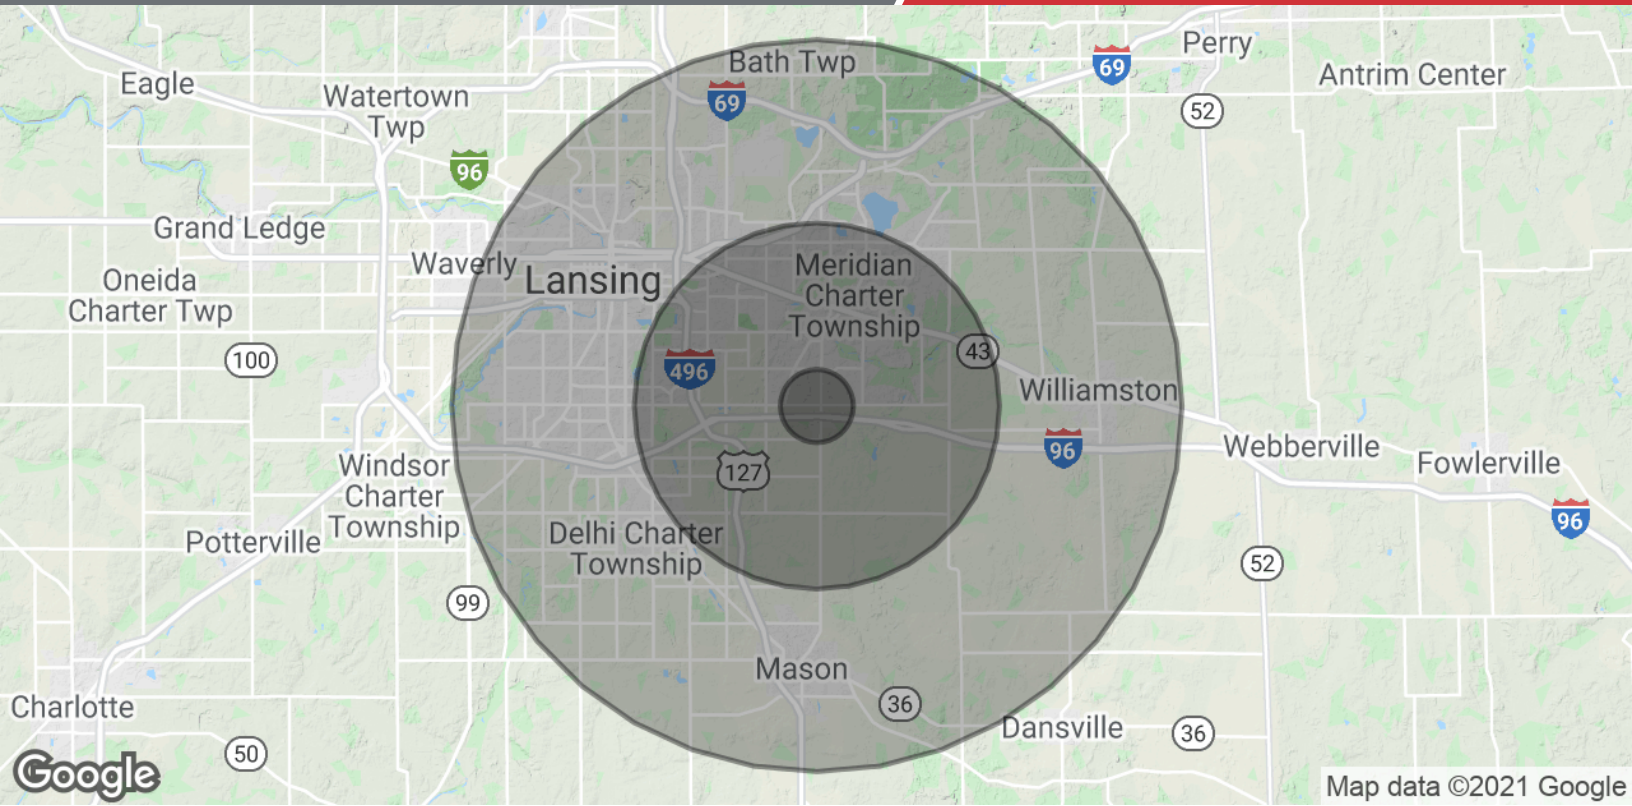 Bath Twp
Perry
69
Antrim Center
Eagle
Watertown
Twp
69
52
96
Grand Ledge
Waverly
Lansing
Meridian
Charter
Township
Oneida
Charter Twp
100
43
496
Williamston
96
Webberville
Fowlerville
127
Windsor
Charter
Township
96
Potterville
Delhi Charter
Township
52
99
Mason
36
Charlotte
Dansville
36
50
Google
Map data ©2021 Google